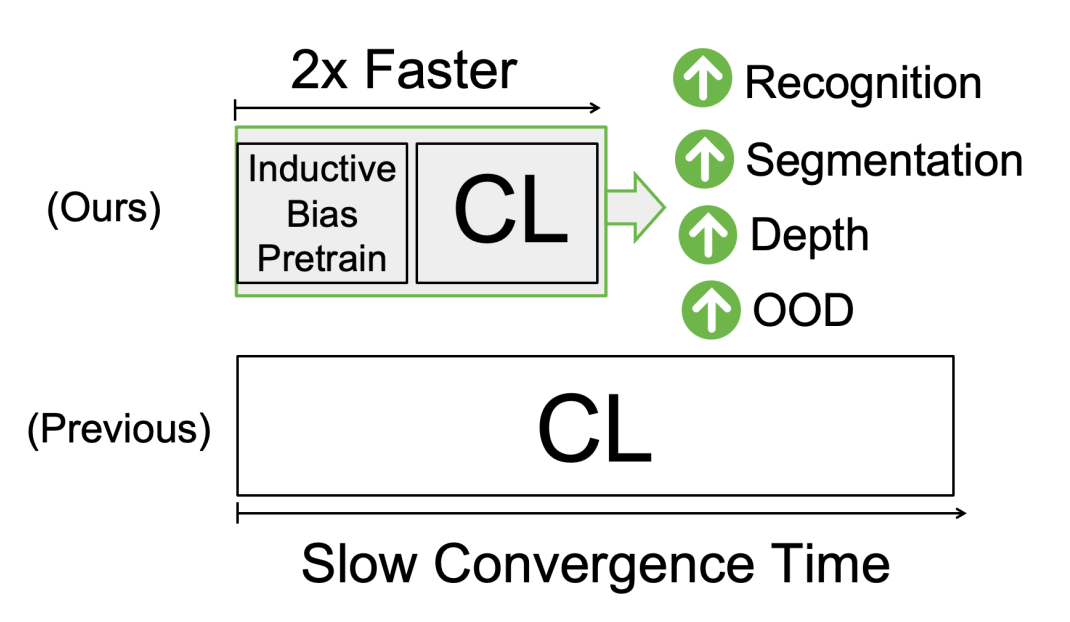 2x Faster
(Ours)
Inductive
Bias
Pretrain
CL
Recognition
Segmentation
Depth
OOD
(Previous)
CL
Slow Convergence Time